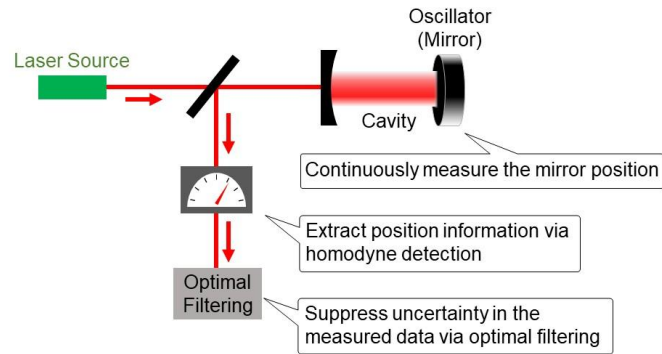 Oscillator
(Mirror)
Laser Source
Cavity
Continuously measure the mirror position
Extract position information via
homodyne detection
Optimal
Filtering
Suppress uncertainty in the
measured data via optimal filtering